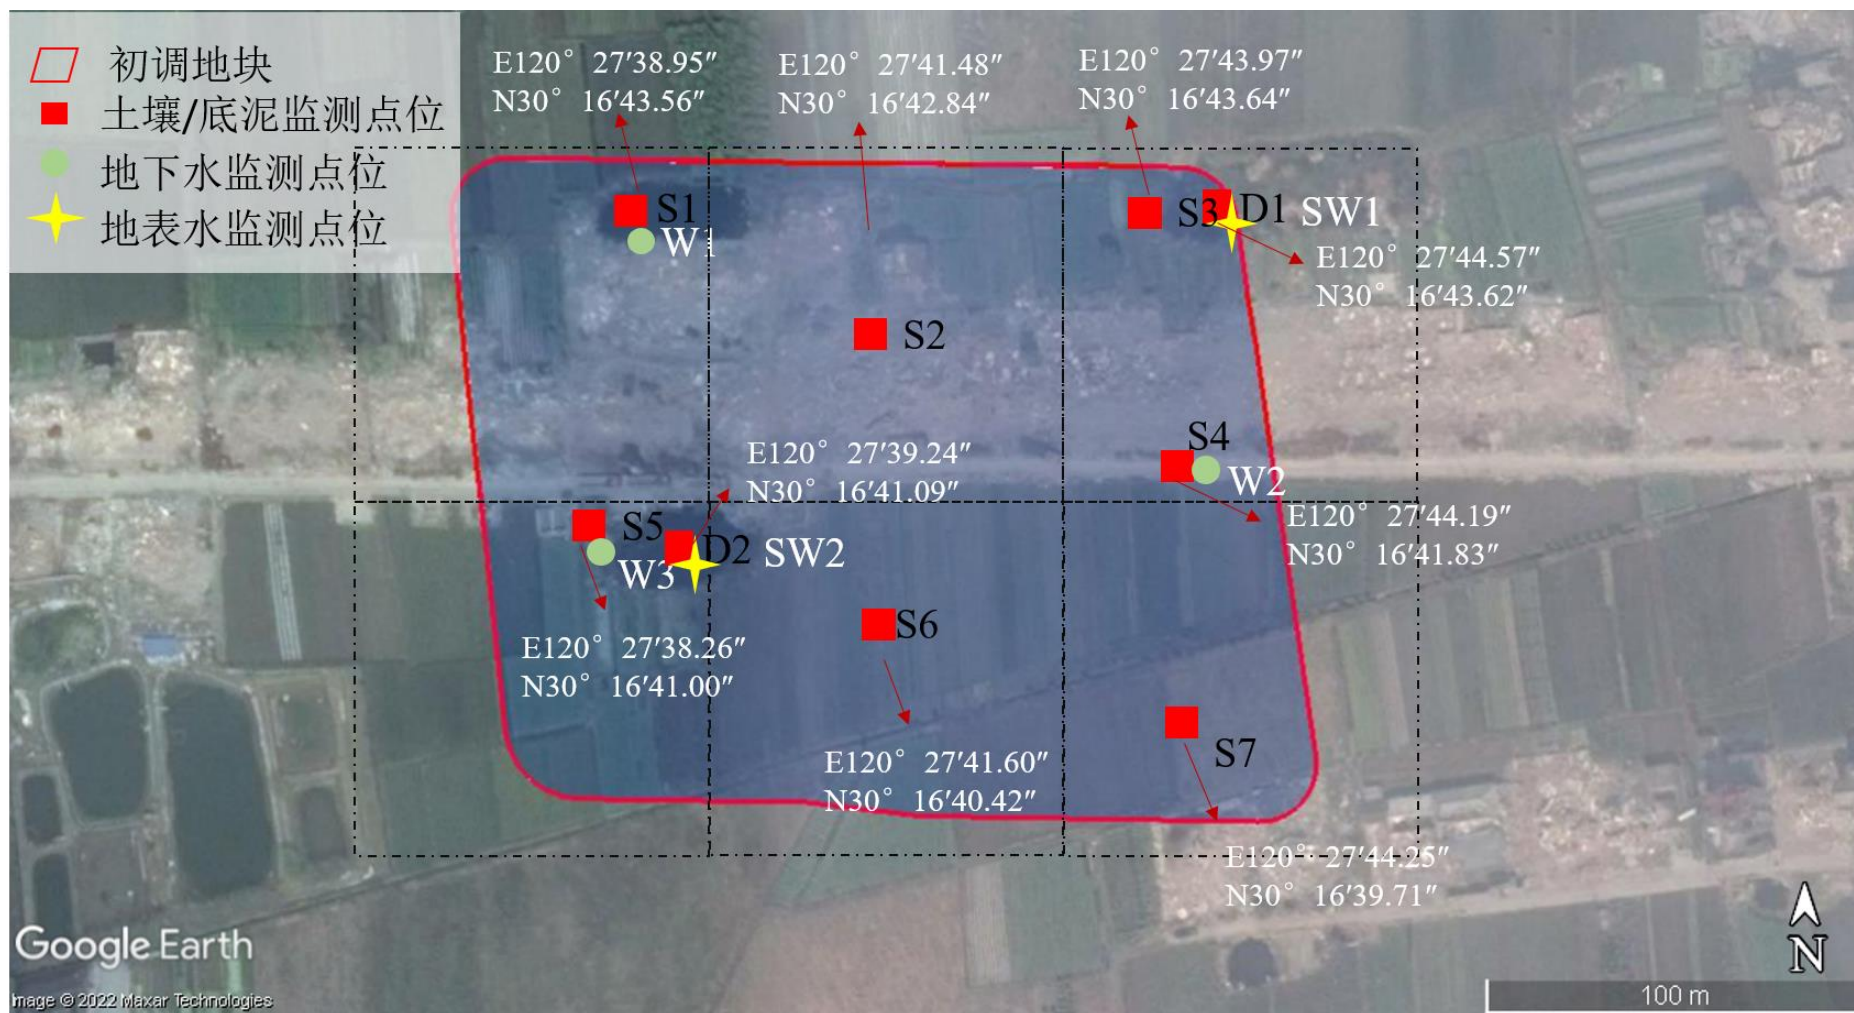 初调地块
土壤/底泥监测点位
地下水监测点位
地表水监测点位
E120° 27′38.95″
N30° 16′43.56″
E120° 27′41.48″
N30° 16′42.84″
E120° 27′43.97″
N30° 16′43.64″
S1
W1
S3
D1
SW1
E120° 27′44.57″
N30° 16′43.62″
S2
E120° 27′39.24″
N30° 16′41.09″
S4
W2
E120° 27′44.19″
N30° 16′41.83″
S5
W3
D2
SW2
E120° 27′38.26″
N30° 16′41.00″
S6
E120° 27′41.60″
N30° 16′40.42″
S7
E120° 27′44.25″
N30° 16′39.71″
Google Earth
Image © 2022 Maxar Technologies
N
100 m